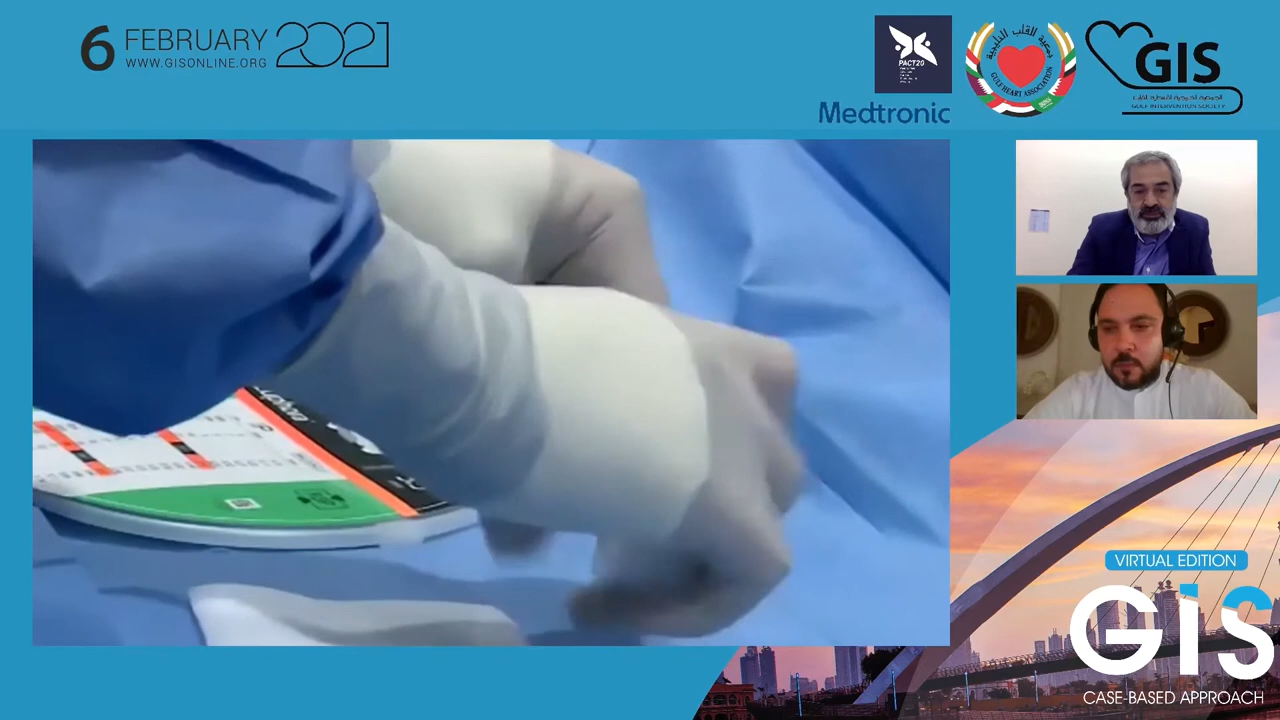 6 FEBRUARY 2021
WWW.GISONLINE.ORG
PACT20
Medtronic
جمعية القلب الخليجية
GULF HEART ASSOCIATION
GIS
GULF INTERVENTION SOCIETY
VIRTUAL EDITION
GIS
CASE-BASED APPROACH